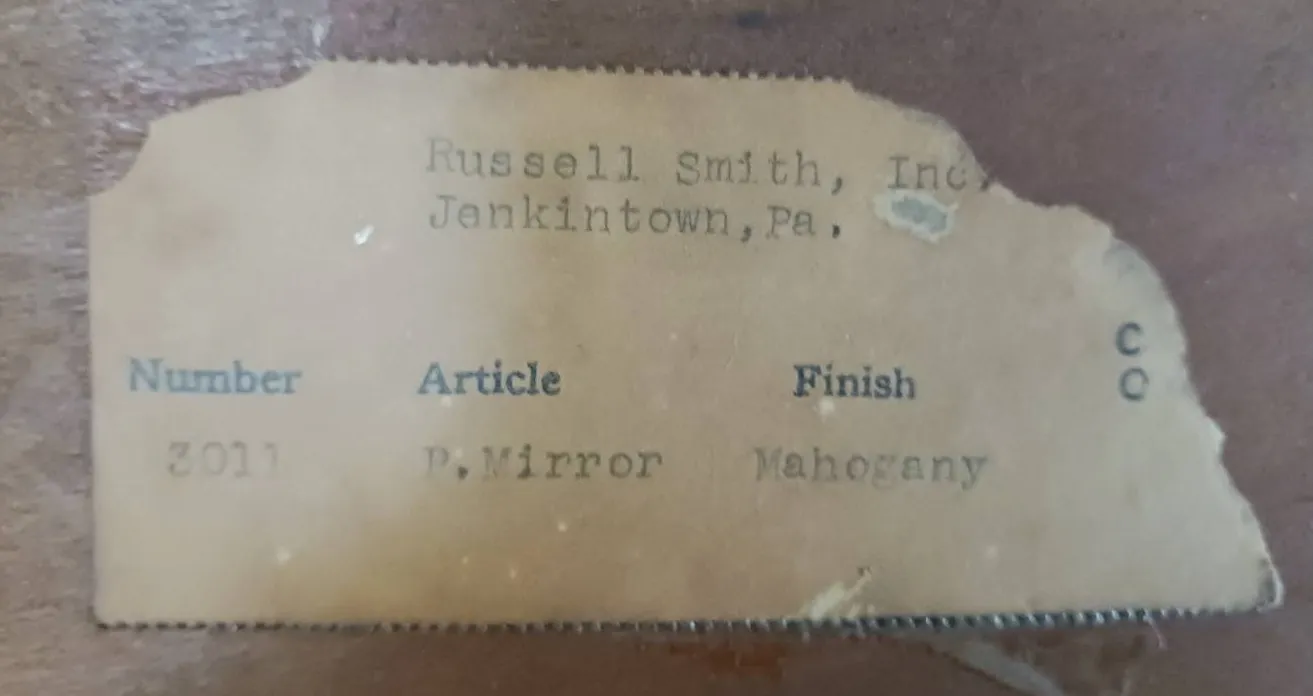 Russell Smith, Inc.
Jenkintown,Pa.
Number Article Finish C
O
3011 P.Mirror Mahogany